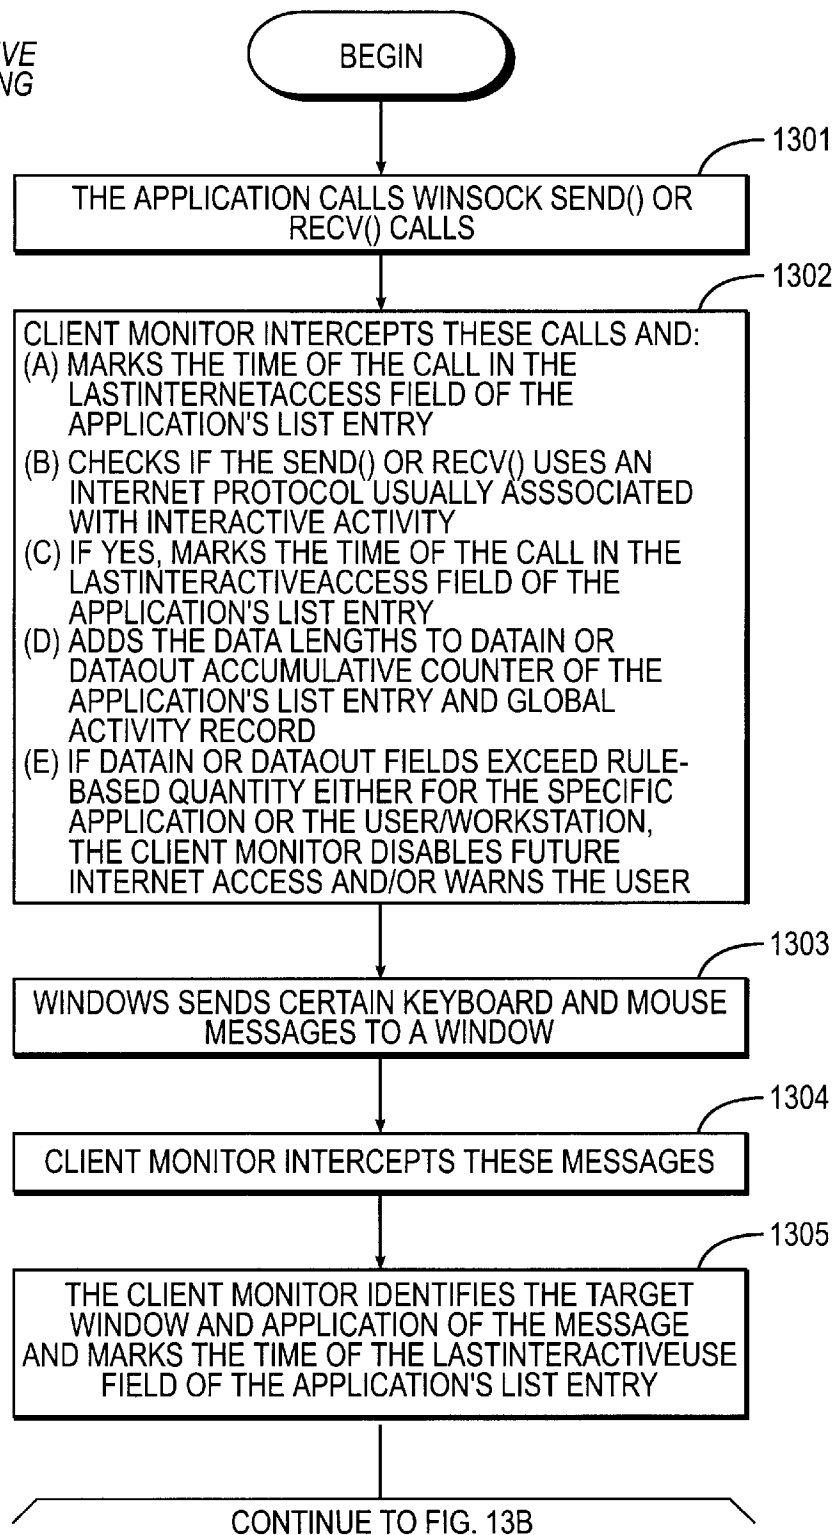 VE
NG
BEGIN
1301
THE APPLICATION CALLS WINSOCK SEND() OR
RECV() CALLS
1302
CLIENT MONITOR INTERCEPTS THESE CALLS AND:
(A) MARKS THE TIME OF THE CALL IN THE
LASTINTERNETACCESS FIELD OF THE
APPLICATION'S LIST ENTRY
(B) CHECKS IF THE SEND() OR RECV() USES AN
INTERNET PROTOCOL USUALLY ASSSOCIATED
WITH INTERACTIVE ACTIVITY
(C) IF YES, MARKS THE TIME OF THE CALL IN THE
LASTINTERACTIVEACCESS FIELD OF THE
APPLICATION'S LIST ENTRY
(D) ADDS THE DATA LENGTHS TO DATAIN OR
DATAOUT ACCUMULATIVE COUNTER OF THE
APPLICATION'S LIST ENTRY AND GLOBAL
ACTIVITY RECORD
(E) IF DATAIN OR DATAOUT FIELDS EXCEED RULE-
BASED QUANTITY EITHER FOR THE SPECIFIC
APPLICATION OR THE USER/WORKSTATION,
THE CLIENT MONITOR DISABLES FUTURE
INTERNET ACCESS AND/OR WARNS THE USER
1303
WINDOWS SENDS CERTAIN KEYBOARD AND MOUSE
MESSAGES TO A WINDOW
1304
CLIENT MONITOR INTERCEPTS THESE MESSAGES
1305
THE CLIENT MONITOR IDENTIFIES THE TARGET
WINDOW AND APPLICATION OF THE MESSAGE
AND MARKS THE TIME OF THE LASTINTERACTIVEUSE
FIELD OF THE APPLICATION'S LIST ENTRY
CONTINUE TO FIG. 13B